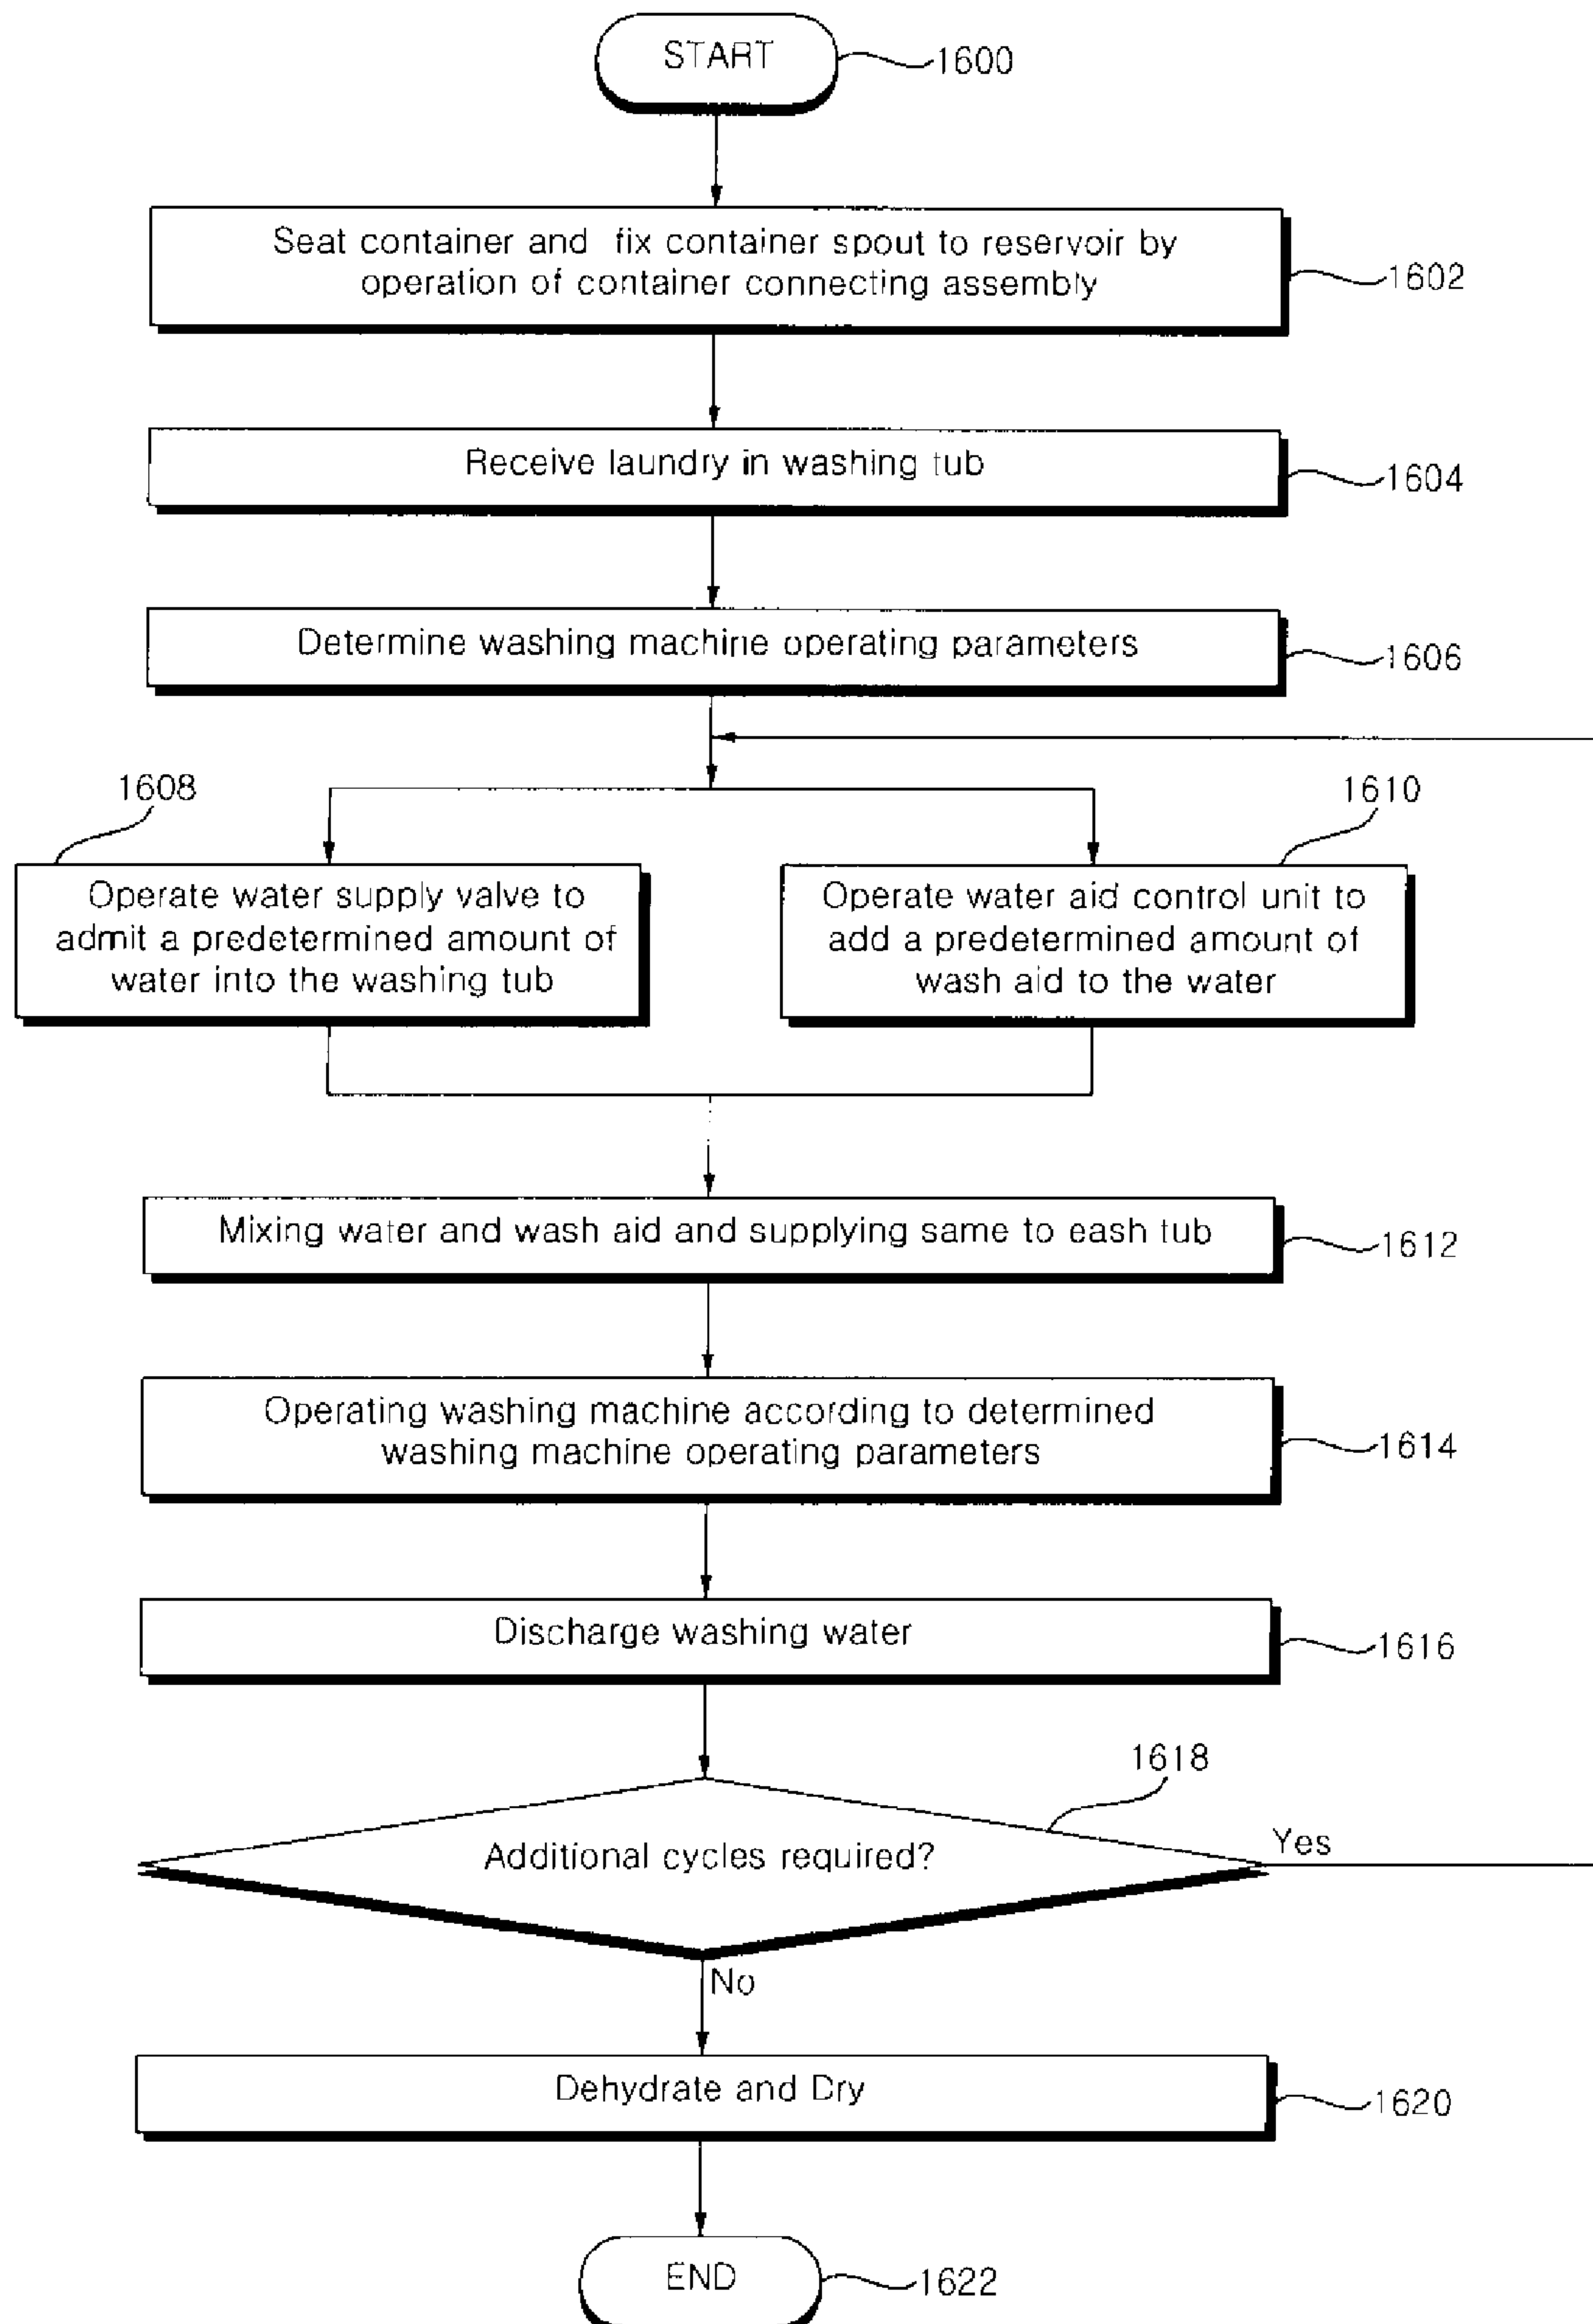 START
1600
Seat container and fix container spout to reservoir by
operation of container connecting assembly
1602
Receive laundry in washing tub
1604
Determine washing machine operating parameters
1606
1608
Operate water supply valve to
admit a predetermined amount of
water into the washing tub
1610
Operate water aid control unit to
add a predetermined amount of
wash aid to the water
Mixing water and wash aid and supplying same to eash tub
1612
Operating washing machine according to determined
washing machine operating parameters
1614
Discharge washing water
1616
1618
Additional cycles required?
Yes
No
Dehydrate and Dry
1620
END
1622